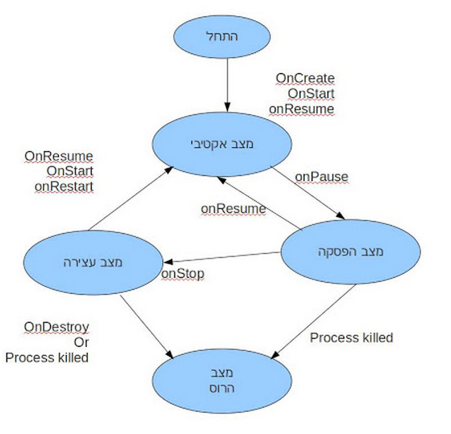 התחל
OnCreate
OnStart
onResume
מצב אקטיבי
OnResume
OnStart
onRestart
onPause
onResume
מצב עצירה
מצב הפסקה
onStop
OnDestroy
Or
Process killed
Process killed
מצב
הרוס